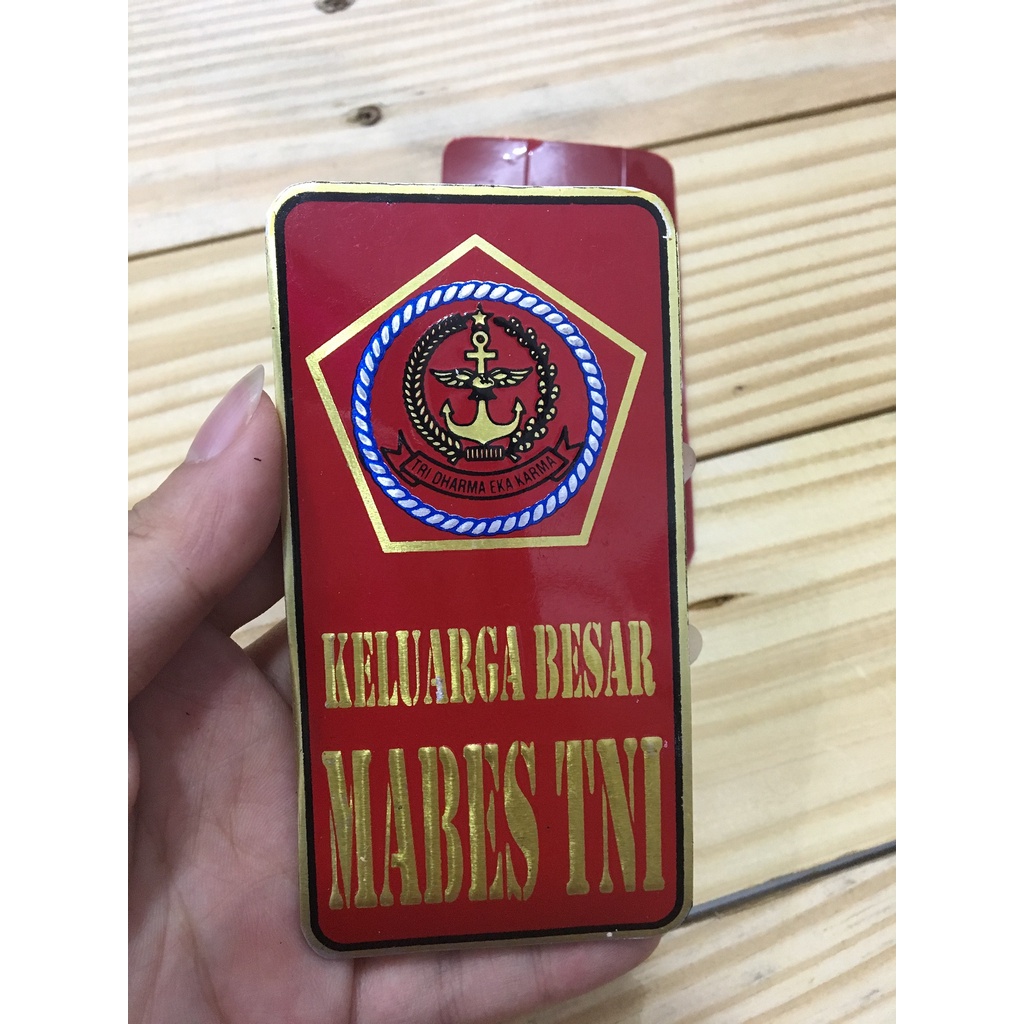 TRI DHARMA EKA KARMA
KELUARGA BESAR
MABES TNI